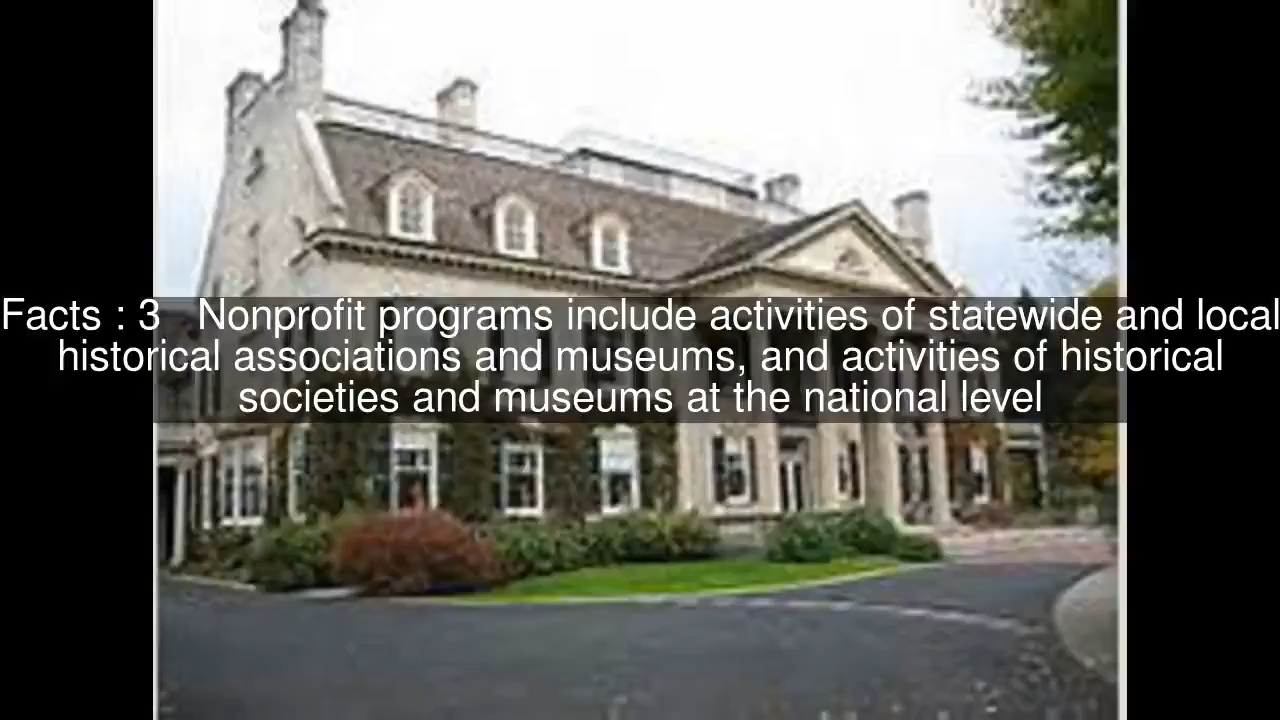 Facts : 3 Nonprofit programs include activities of statewide and local
historical associations and museums, and activities of historical
societies and museums at the national level